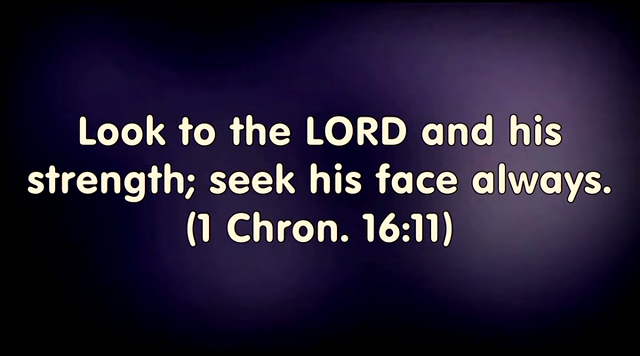 Look to the LORD and his
strength; seek his face always.
(1 Chron. 16:11)